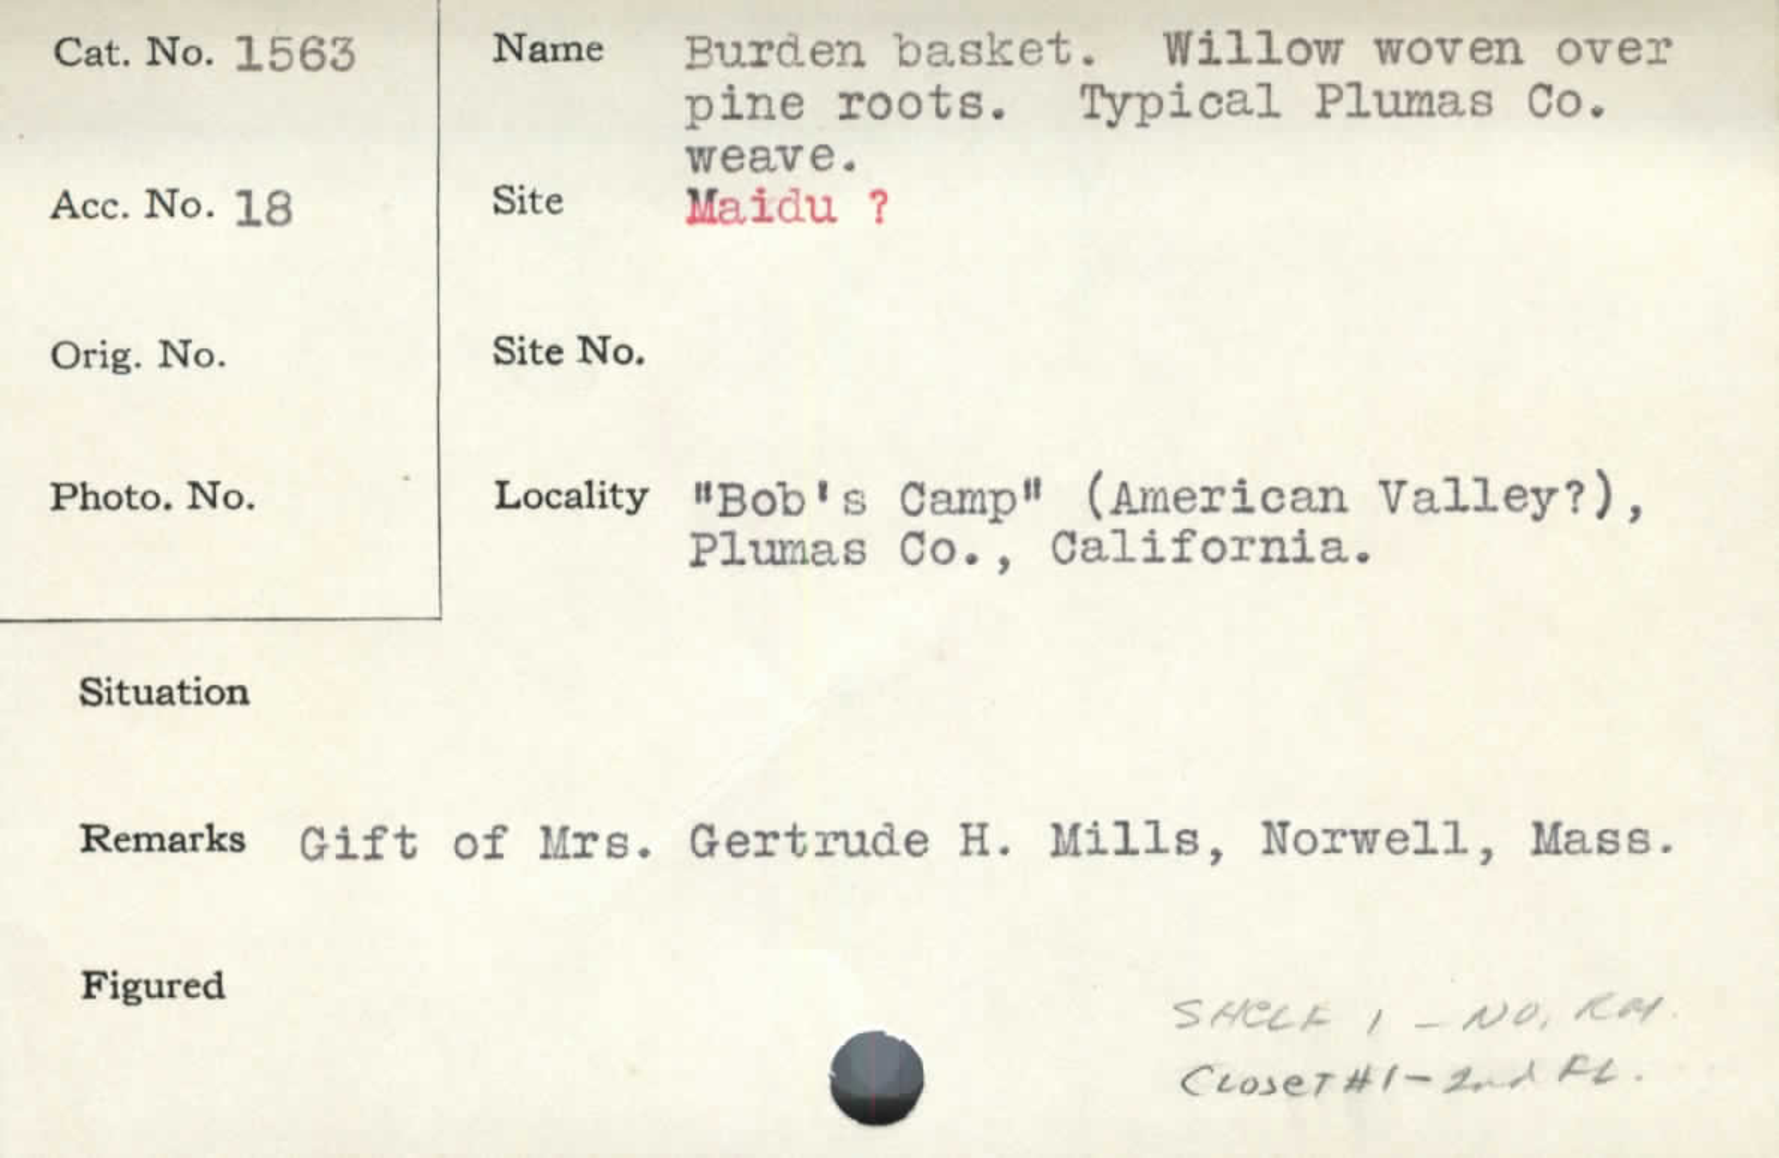 Cat. No. 1563
Name Burden basket. Willow woven over
pine roots. Typical Plumas Co.
weave.
Acc. No. 18
Site Maidu ?
Orig. No.
Site No.
Photo. No.
Locality "Bob's Camp" (American Valley?),
Plumas Co., California.
Situation
Remarks Gift of Mrs. Gertrude H. Mills, Norwell, Mass.
Figured
SHELF 1 - NO. RM.
CLOSET #1 - 2nd FL.